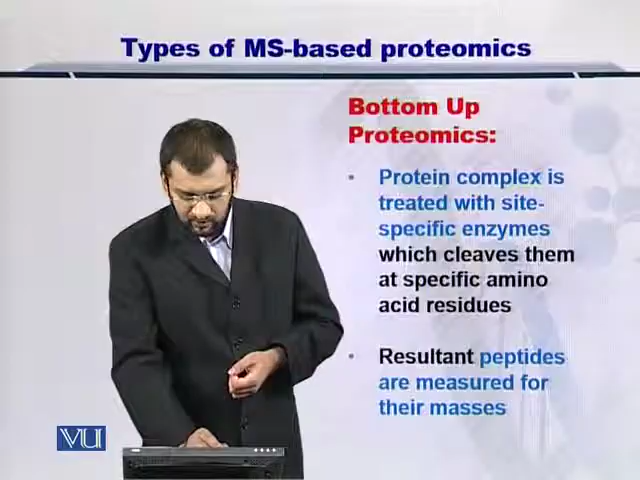 Types of MS-based proteomics
Bottom Up
Proteomics:
• Protein complex is
treated with site-
specific enzymes
which cleaves them
at specific amino
acid residues
• Resultant peptides
are measured for
their masses
VU